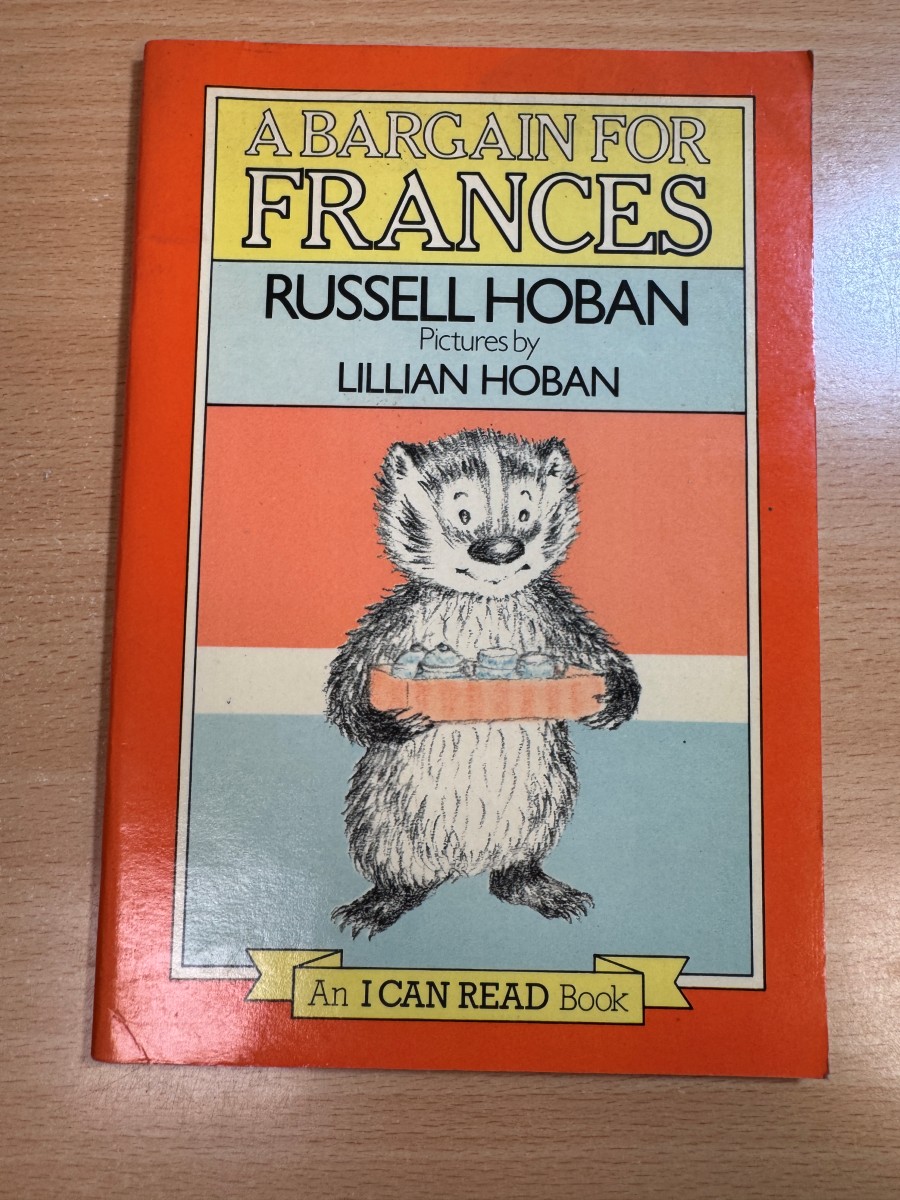 A BARGAIN FOR
FRANCES
RUSSELL HOBAN
Pictures by
LILLIAN HOBAN
An I CAN READ Book